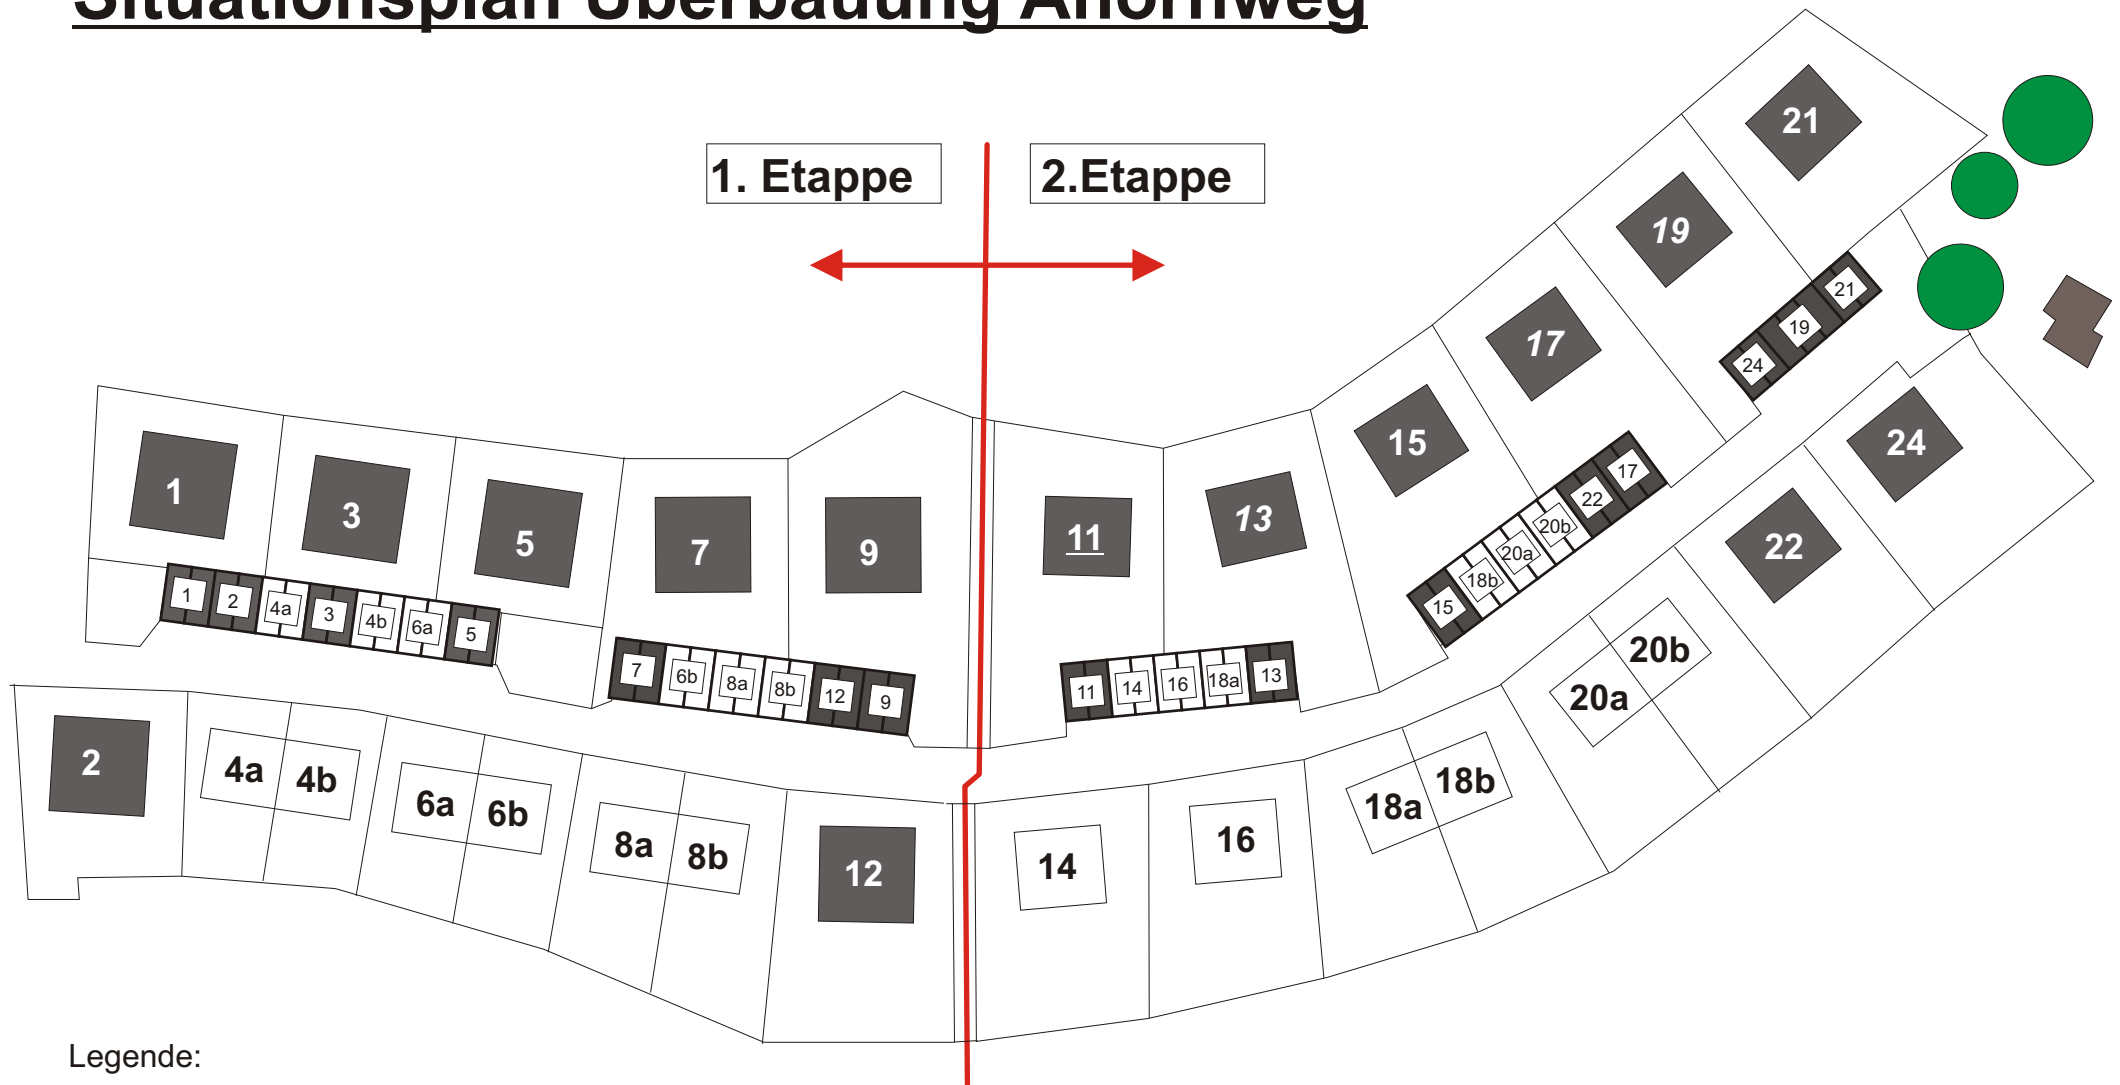 Situationsplan Überbauung Ahornweg
1. Etappe
2.Etappe
21
19
17
15
13
11
9
7
5
3
1
21
19
24
17
22
20b
20a
18b
15
1
2
4a
3
4b
6a
5
7
6b
8a
8b
12
9
11
14
16
18a
13
24
22
20b
20a
18b
18a
16
14
12
8b
8a
6b
6a
4b
4a
2
Legende: